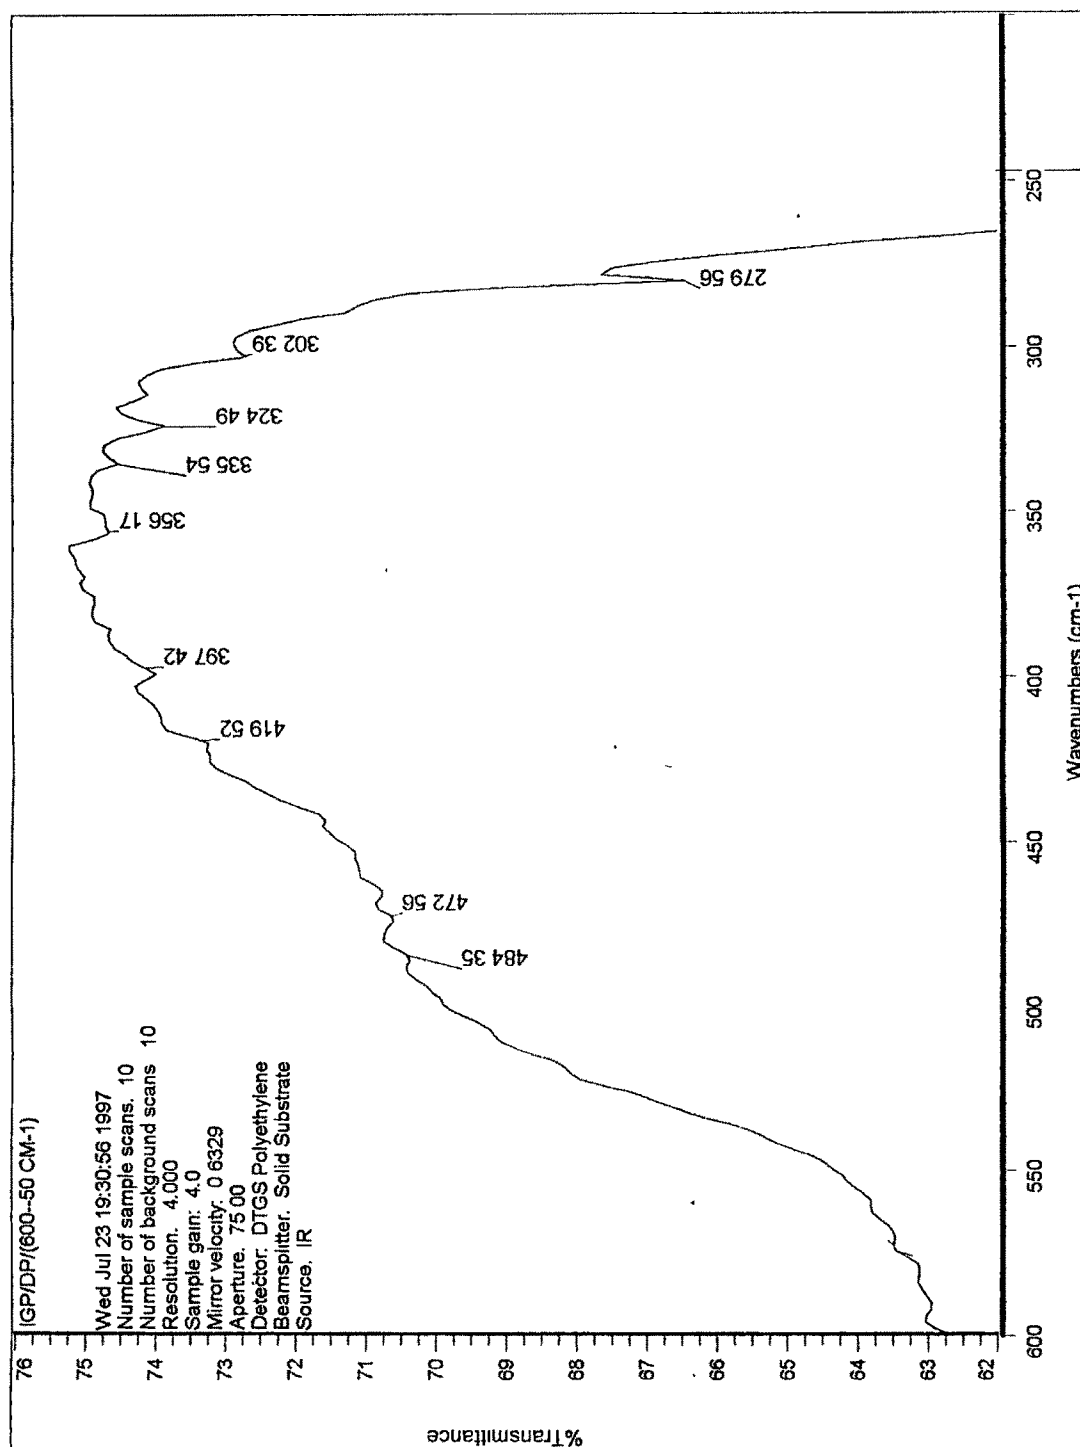 IGP/DP/(600--50 CM-1)
Wed Jul 23 19:30:56 1997
Number of sample scans. 10
Number of background scans 10
Resolution. 4.000
Sample gain: 4.0
Mirror velocity: 0 6329
Aperture. 75 00
Detector: DTGS Polyethylene
Beamsplitter. Solid Substrate
Source. IR
%Transmittance
76
75
74
73
72
71
70
69
68
67
66
65
64
63
62
484 35
472 56
419 52
397 42
356 17
335 54
324 49
302 39
279 56
600
550
500
450
400
350
300
250
Wavenumbers (cm-1)